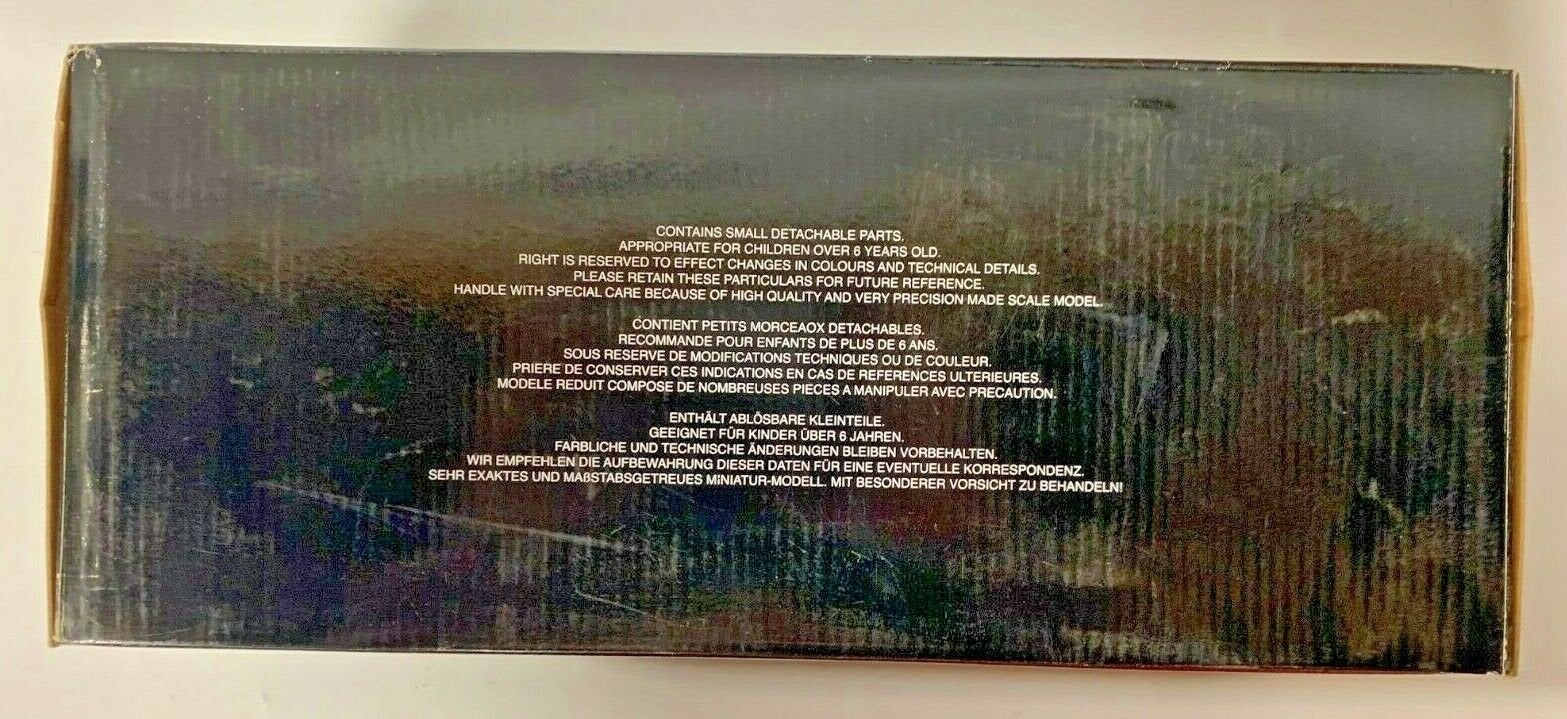 CONTAINS SMALL DETACHABLE PARTS.
APPROPRIATE FOR CHILDREN OVER 6 YEARS OLD.
RIGHT IS RESERVED TO EFFECT CHANGES IN COLOURS AND TECHNICAL DETAILS.
PLEASE RETAIN THESE PARTICULARS FOR FUTURE REFERENCE.
HANDLE WITH SPECIAL CARE BECAUSE OF HIGH QUALITY AND VERY PRECISION MADE SCALE MODEL.
CONTIENT PETITS MORCEAOX DETACHABLES.
RECOMMANDE POUR ENFANTS DE PLUS DE 6 ANS.
SOUS RESERVE DE MODIFICATIONS TECHNIQUES OU DE COULEUR.
PRIERE DE CONSERVER CES INDICATIONS EN CAS DE REFERENCES ULTERIEURES.
MODELE REDUIT COMPOSE DE NOMBREUSES PIECES A MANIPULER AVEC PRECAUTION.
ENTHÄLT ABLÖSBARE KLEINTEILE.
GEEIGNET FÜR KINDER ÜBER 6 JAHREN.
FARBLICHE UND TECHNISCHE ÄNDERUNGEN BLEIBEN VORBEHALTEN.
WIR EMPFEHLEN DIE AUFBEWAHRUNG DIESER DATEN FÜR EINE EVENTUELLE KORRESPONDENZ.
SEHR EXAKTES UND MAßSTABSGETREUES MINIATUR-MODELL. MIT BESONDERER VORSICHT ZU BEHANDELN!